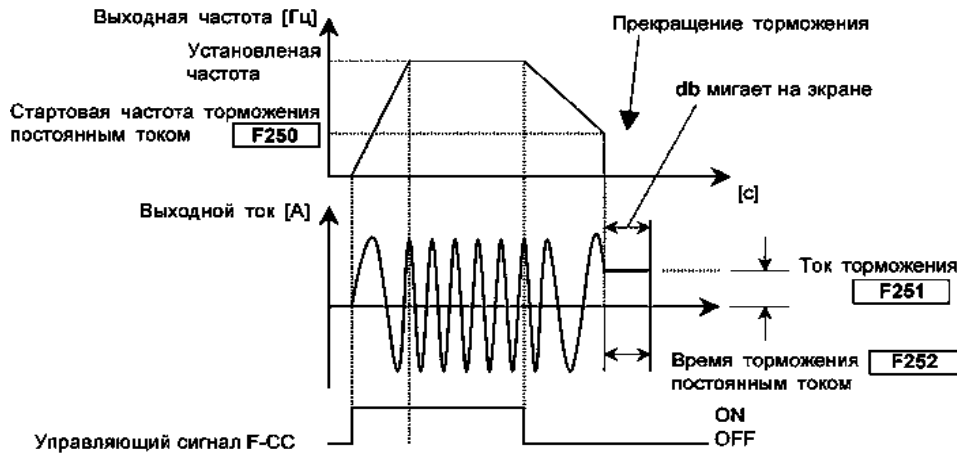 Выходная частота [Гц]
Установленая
частота
Прекращение торможения
db мигает на экране
Стартовая частота торможения
постоянным током F250
[с]
Выходной ток [А]
Ток торможения
F251
Время торможения F252
постоянным током
ON
OFF
Управляющий сигнал F-CC